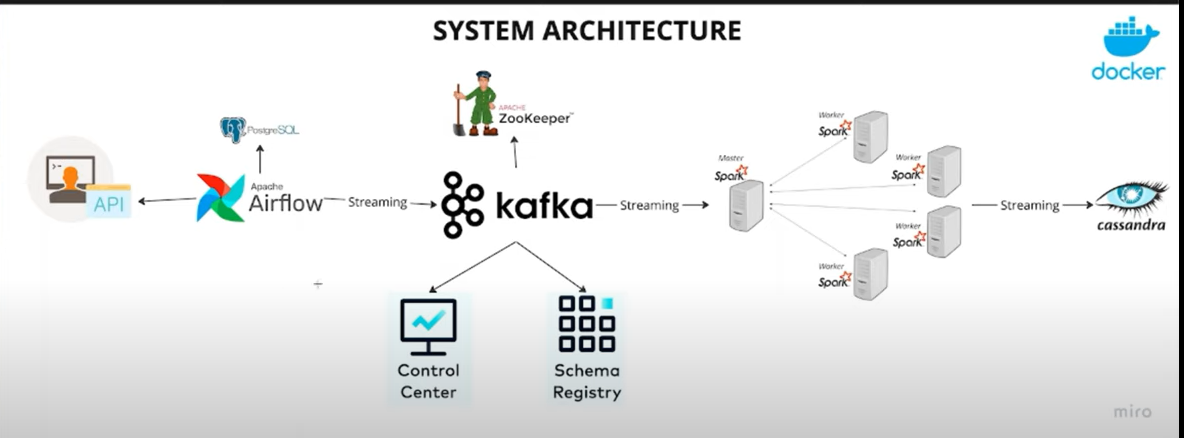 SYSTEM ARCHITECTURE
docker
APACHE
ZooKeeper™
PostgreSQL
API
Apache
Airflow
Streaming
kafka
Streaming
Master
Spark
Worker
Spark
Worker
Spark
Worker
Spark
Worker
Spark
Streaming
cassandra
Control
Center
Schema
Registry
miro